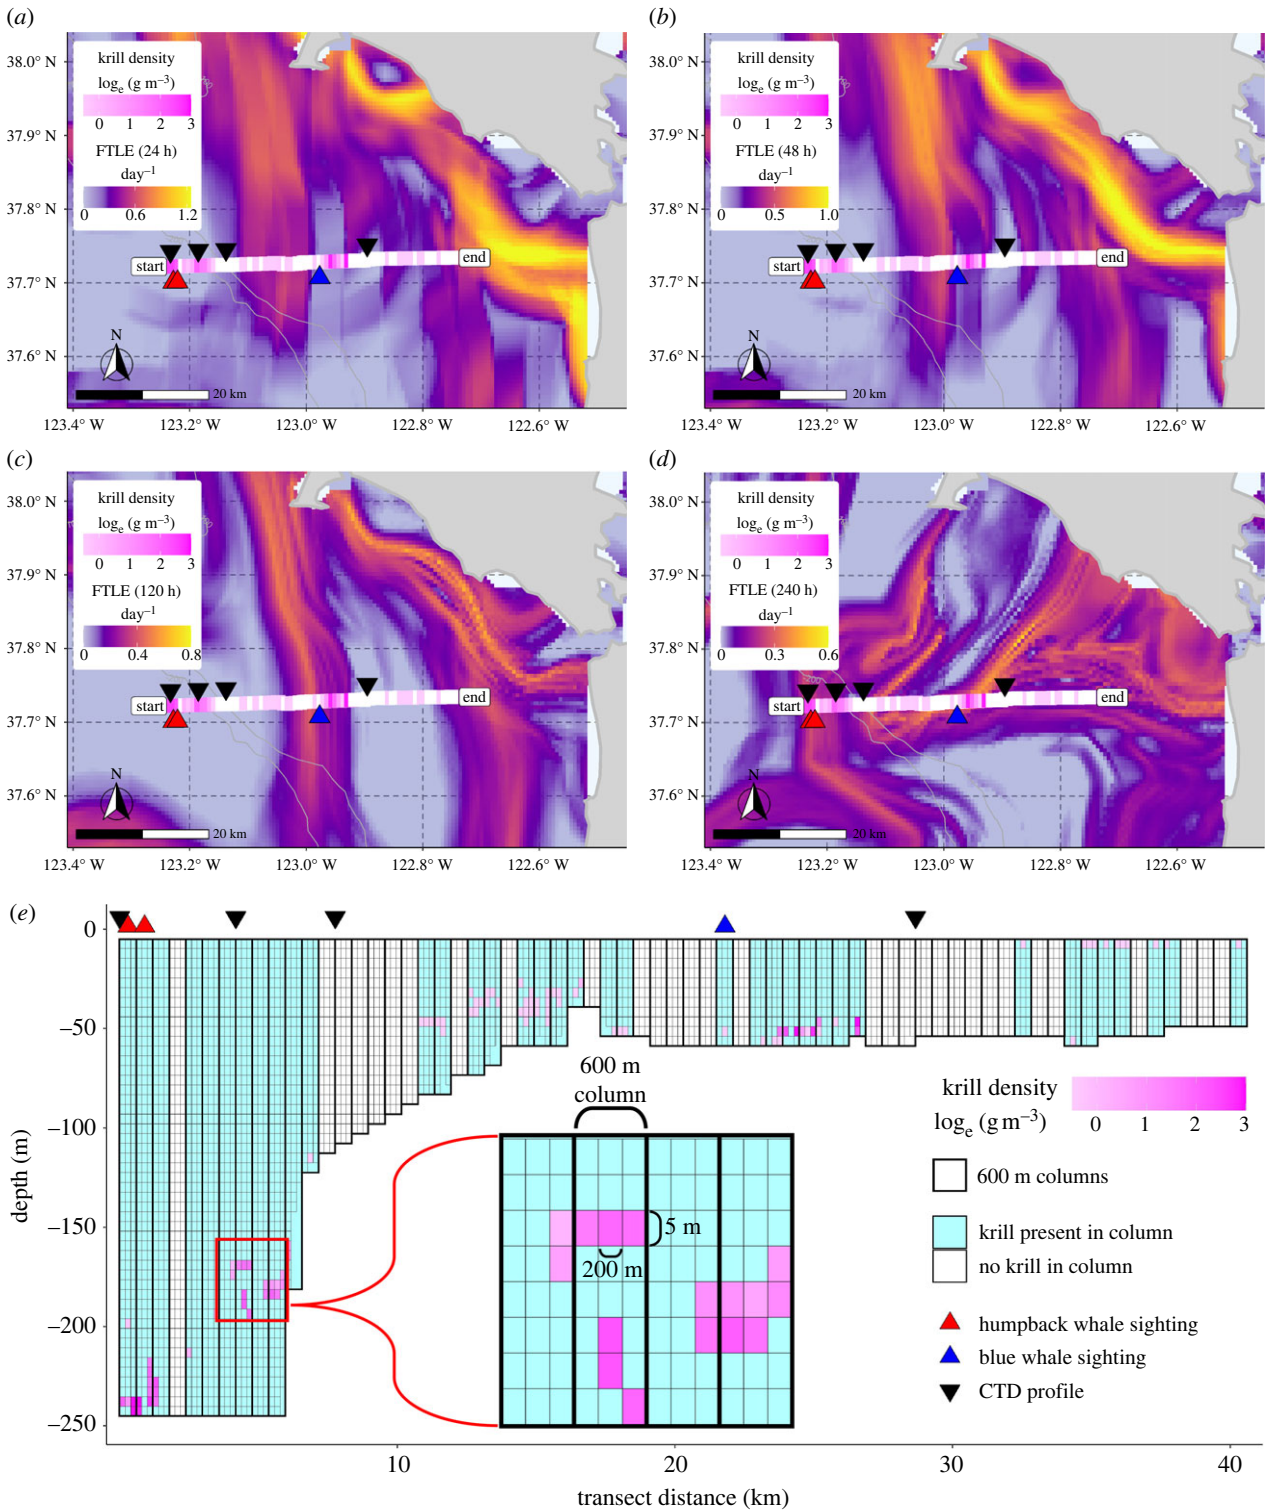 (a)
krill density
logₑ (g m⁻³)
0 1 2 3
FTLE (24 h)
day⁻¹
0 0.6 1.2
38.0° N
37.9° N
37.8° N
37.7° N
37.6° N
start
end
N
20 km
123.4° W 123.2° W 123.0° W 122.8° W 122.6° W
(b)
krill density
logₑ (g m⁻³)
0 1 2 3
FTLE (48 h)
day⁻¹
0 0.5 1.0
38.0° N
37.9° N
37.8° N
37.7° N
37.6° N
start
end
N
20 km
123.4° W 123.2° W 123.0° W 122.8° W 122.6° W
(c)
krill density
logₑ (g m⁻³)
0 1 2 3
FTLE (120 h)
day⁻¹
0 0.4 0.8
38.0° N
37.9° N
37.8° N
37.7° N
37.6° N
start
end
N
20 km
123.4° W 123.2° W 123.0° W 122.8° W 122.6° W
(d)
krill density
logₑ (g m⁻³)
0 1 2 3
FTLE (240 h)
day⁻¹
0 0.3 0.6
38.0° N
37.9° N
37.8° N
37.7° N
37.6° N
start
end
N
20 km
123.4° W 123.2° W 123.0° W 122.8° W 122.6° W
(e)
0
−50
−100
−150
−200
−250
depth (m)
600 m
column
5 m
200 m
krill density
logₑ (g m⁻³)
0 1 2 3
600 m columns
krill present in column
no krill in column
humpback whale sighting
blue whale sighting
CTD profile
10 20 30 40
transect distance (km)